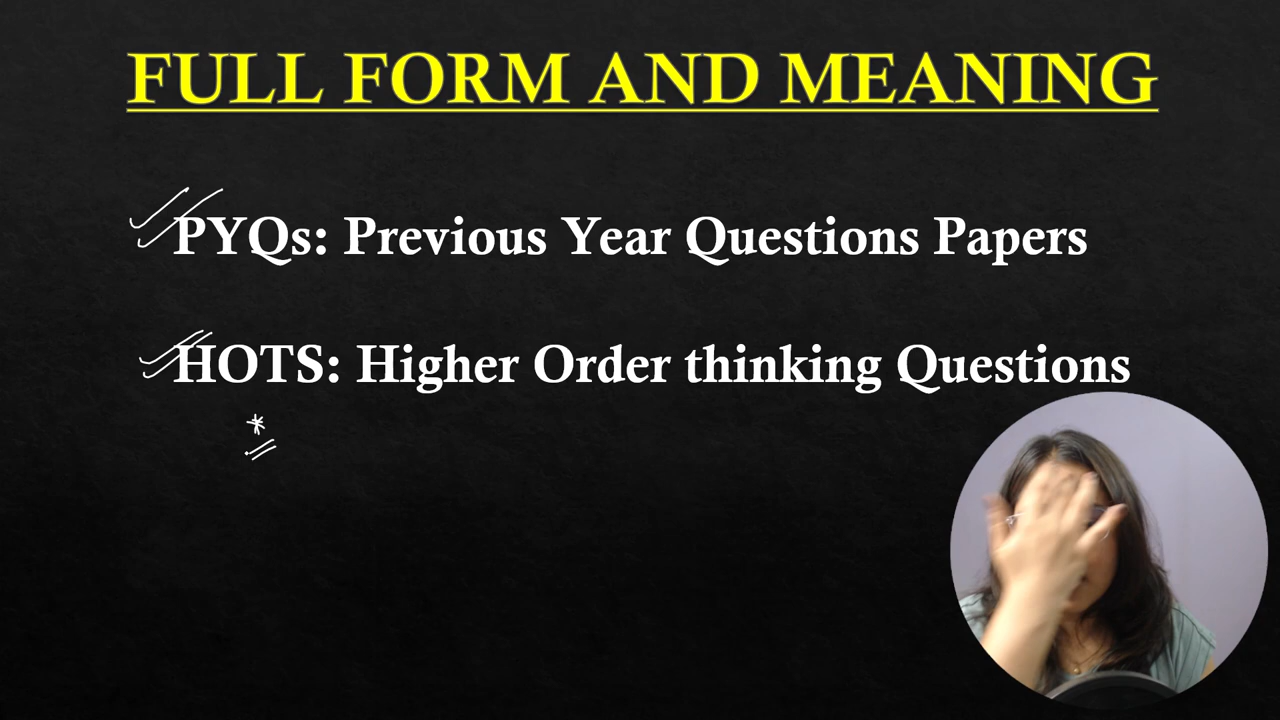 FULL FORM AND MEANING
PYQs: Previous Year Questions Papers
HOTS: Higher Order thinking Questions
*